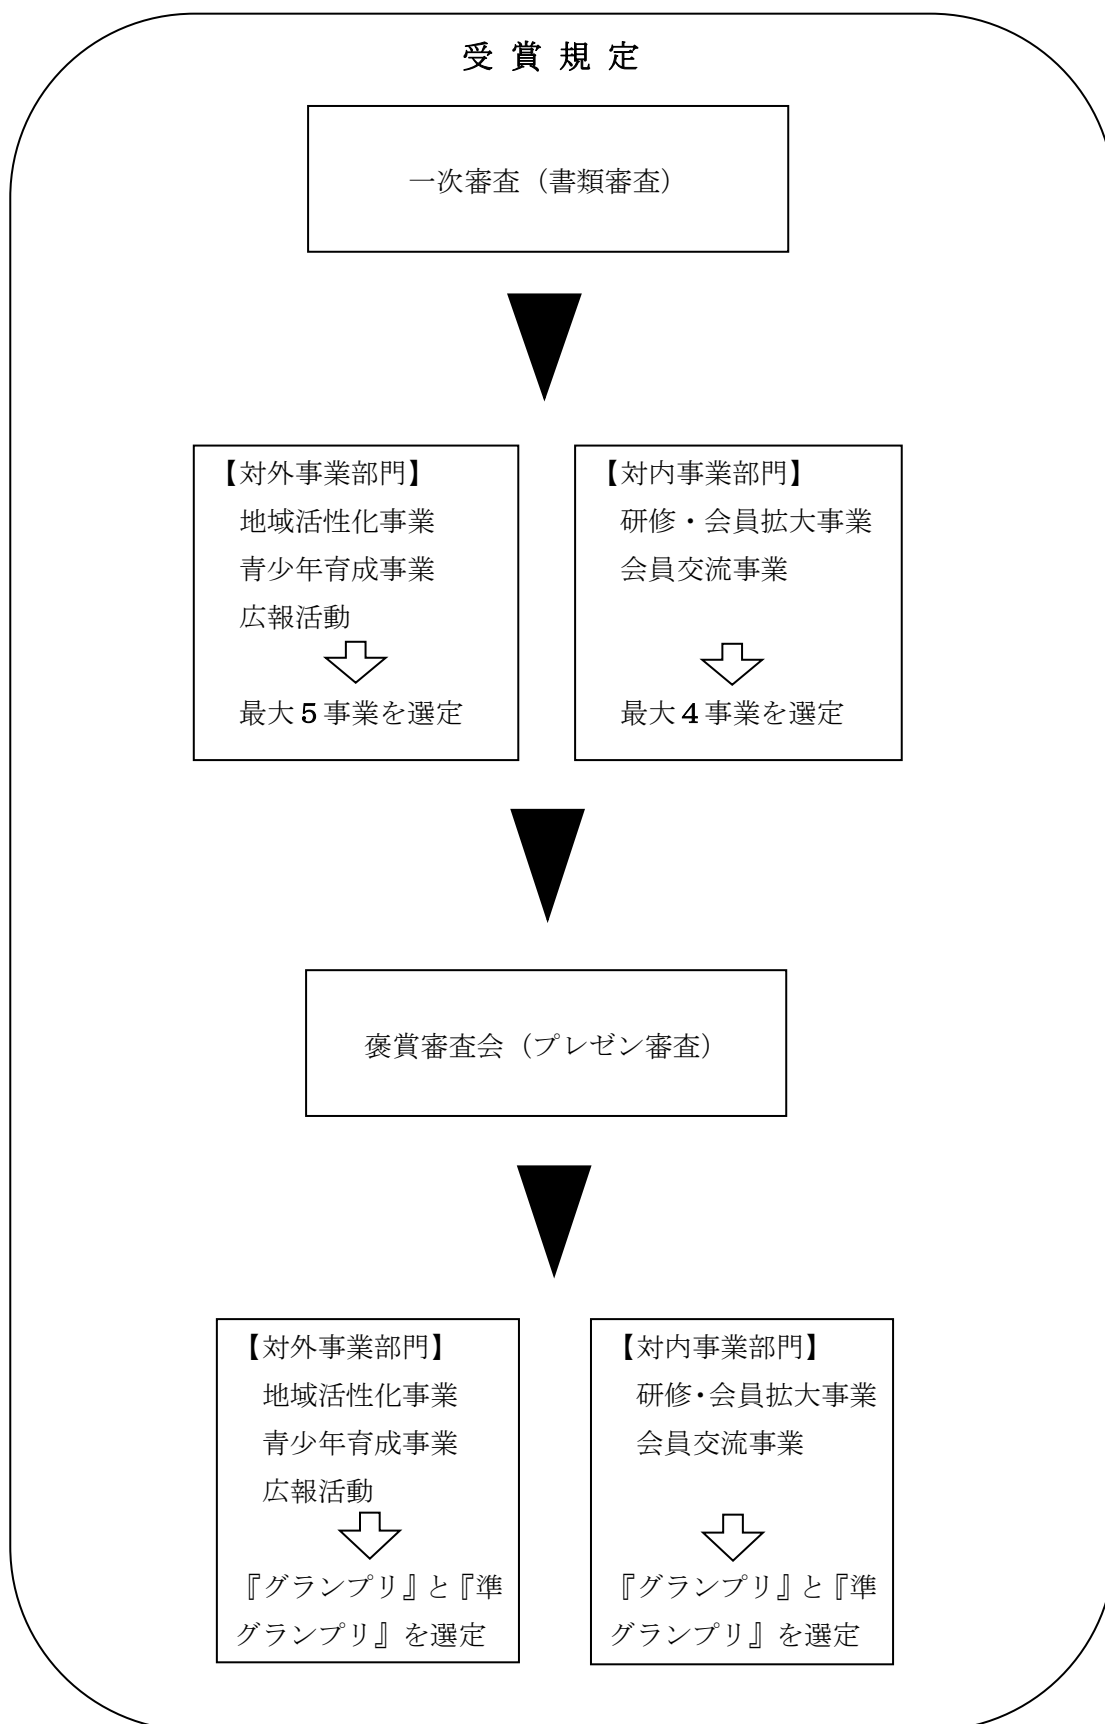 受賞規定
一次審査（書類審査）
【対外事業部門】
地域活性化事業
青少年育成事業
広報活動
最大５事業を選定
【対内事業部門】
研修・会員拡大事業
会員交流事業
最大４事業を選定
褒賞審査会（プレゼン審査）
【対外事業部門】
地域活性化事業
青少年育成事業
広報活動
『グランプリ』と『準
グランプリ』を選定
【対内事業部門】
研修・会員拡大事業
会員交流事業
『グランプリ』と『準
グランプリ』を選定